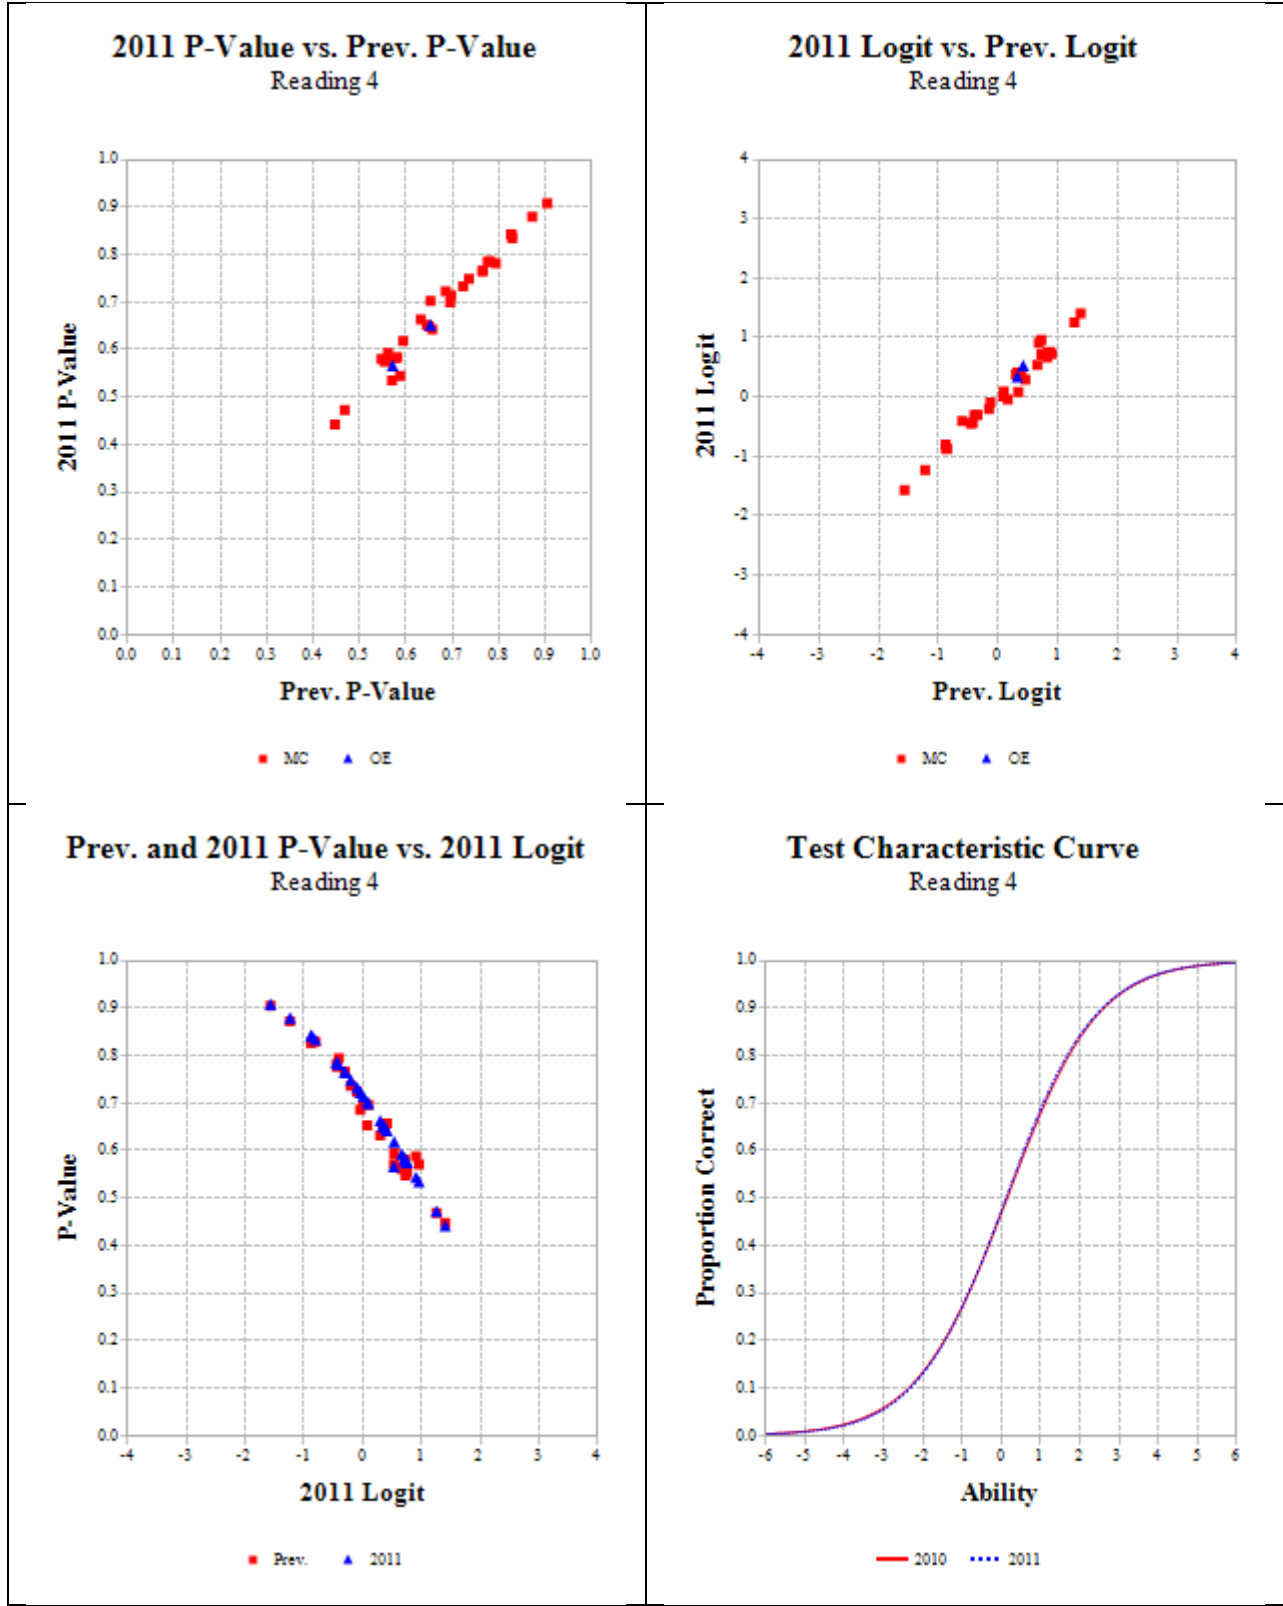 2011 P-Value vs. Prev. P-Value
Reading 4
1.0
0.9
0.8
0.7
0.6
0.5
0.4
0.3
0.2
0.1
0.0
0.0 0.1 0.2 0.3 0.4 0.5 0.6 0.7 0.8 0.9 1.0
2011 P-Value
Prev. P-Value
MC OE
2011 Logit vs. Prev. Logit
Reading 4
4
3
2
1
0
-1
-2
-3
-4
-4 -3 -2 -1 0 1 2 3 4
2011 Logit
Prev. Logit
MC OE
Prev. and 2011 P-Value vs. 2011 Logit
Reading 4
1.0
0.9
0.8
0.7
0.6
0.5
0.4
0.3
0.2
0.1
0.0
-4 -3 -2 -1 0 1 2 3 4
P-Value
2011 Logit
Prev. 2011
Test Characteristic Curve
Reading 4
1.0
0.9
0.8
0.7
0.6
0.5
0.4
0.3
0.2
0.1
0.0
-6 -5 -4 -3 -2 -1 0 1 2 3 4 5 6
Proportion Correct
Ability
2010 2011